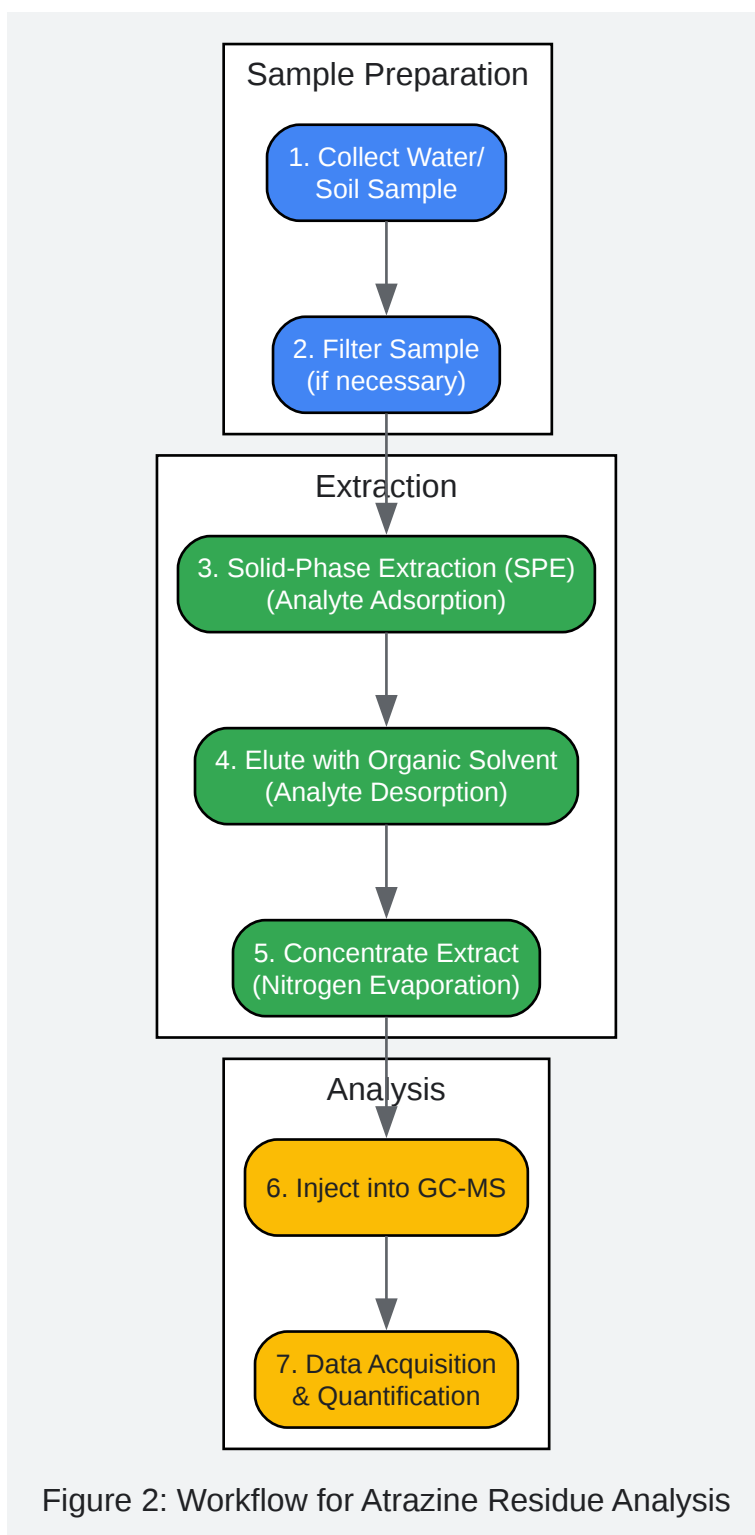 Sample Preparation
1. Collect Water/
Soil Sample
2. Filter Sample
(if necessary)
Extraction
3. Solid-Phase Extraction (SPE)
(Analyte Adsorption)
4. Elute with Organic Solvent
(Analyte Desorption)
5. Concentrate Extract
(Nitrogen Evaporation)
Analysis
6. Inject into GC-MS
7. Data Acquisition
& Quantification
Figure 2: Workflow for Atrazine Residue Analysis